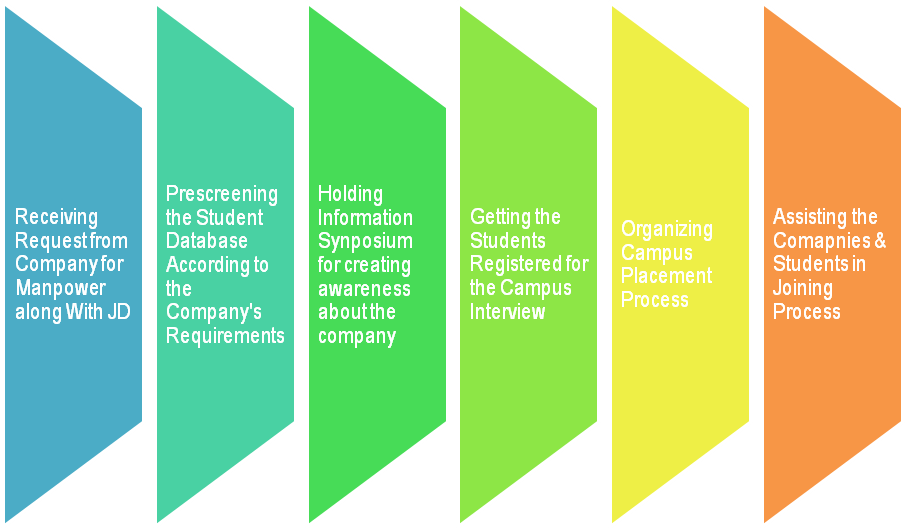 Receiving
Request from
Company for
Manpower
along With JD
Prescreening
the Student
Database
According to
the
Company's
Requirements
Holding
Information
Synposium
for creating
awareness
about the
company
Getting the
Students
Registered for
the Campus
Interview
Organizing
Campus
Placement
Process
Assisting the
Comapnies &
Students in
Joining
Process